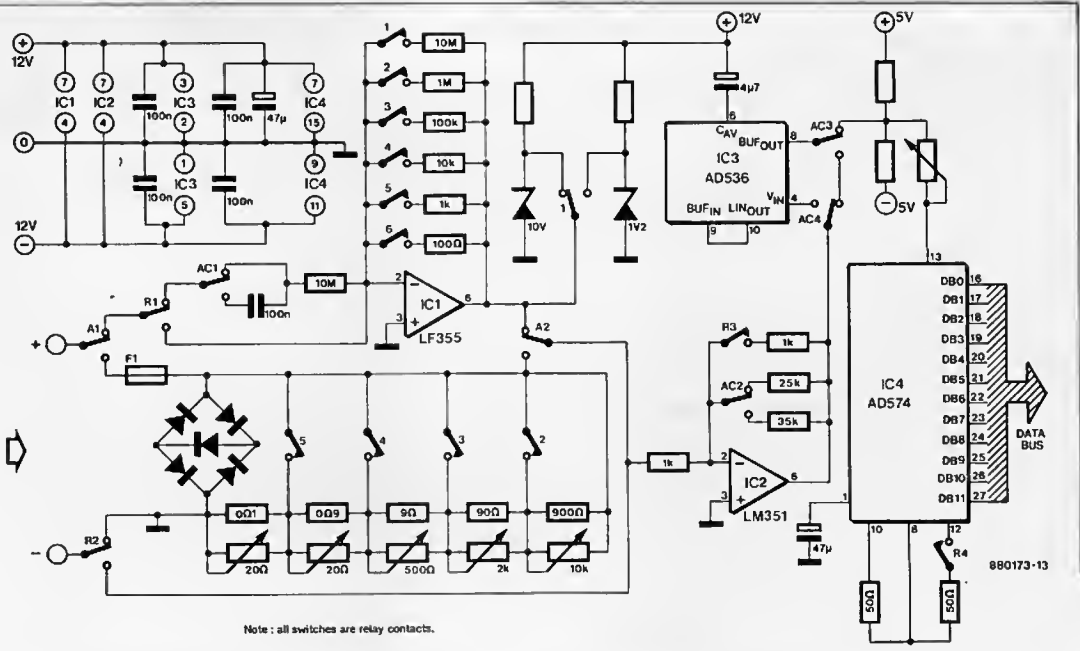 + 12V
0
12V −
7 IC1 4
7 IC2 4
100n
3 IC3 2
100n
47µ
7 IC4 15
100n
1 IC3 5
100n
9 IC4 11
1 10M
2 1M
3 100k
4 10k
5 1k
6 100Ω
AC1
100n
10M
R1
A1
+
F1
2 −
3 +
6
IC1
LF355
10V
1
1V2
A2
+ 12V
4µ7
6
CAV
BUFOUT 8
IC3
AD536
VIN 4
BUFIN LINOUT
9 10
AC3
AC4
+ 5V
− 5V
13
R3 1k
AC2 25k
35k
1k
2 −
3 +
6
IC2
LM351
47µ
1
IC4
AD574
DB0 16
DB1 17
DB2 18
DB3 19
DB4 20
DB5 21
DB6 22
DB7 23
DB8 24
DB9 25
DB10 26
DB11 27
DATA
BUS
10 8 12
R4
50Ω
50Ω
5 4 3 2
0Ω1 0Ω9 9Ω 90Ω 900Ω
20Ω 20Ω 500Ω 2k 10k
R2
−
880173-13
Note : all switches are relay contacts.